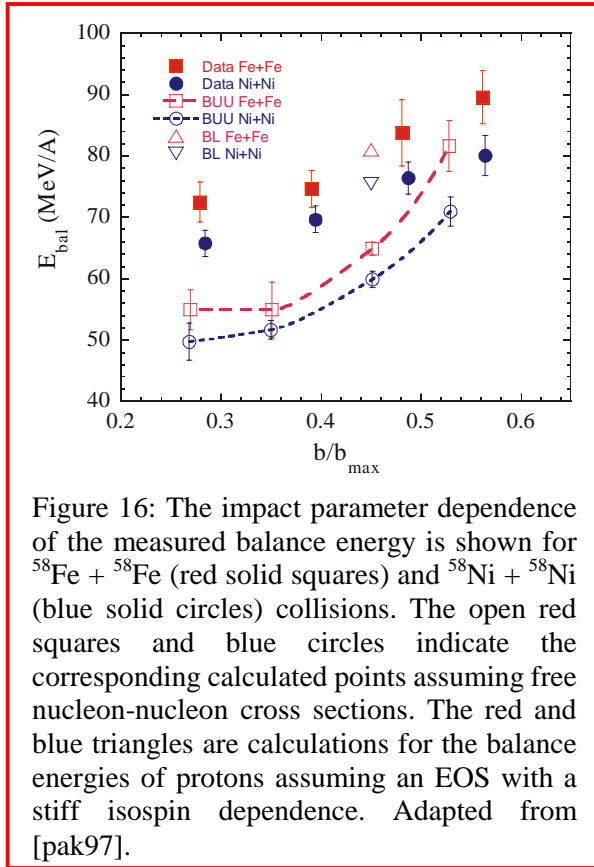 100
90
80
70
60
50
40
E_bal (MeV/A)
Data Fe+Fe
Data Ni+Ni
BUU Fe+Fe
BUU Ni+Ni
BL Fe+Fe
BL Ni+Ni
0.2 0.3 0.4 0.5 0.6
b/b_max
Figure 16: The impact parameter dependence
of the measured balance energy is shown for
⁵⁸Fe + ⁵⁸Fe (red solid squares) and ⁵⁸Ni + ⁵⁸Ni
(blue solid circles) collisions. The open red
squares and blue circles indicate the
corresponding calculated points assuming free
nucleon-nucleon cross sections. The red and
blue triangles are calculations for the balance
energies of protons assuming an EOS with a
stiff isospin dependence. Adapted from
[pak97].